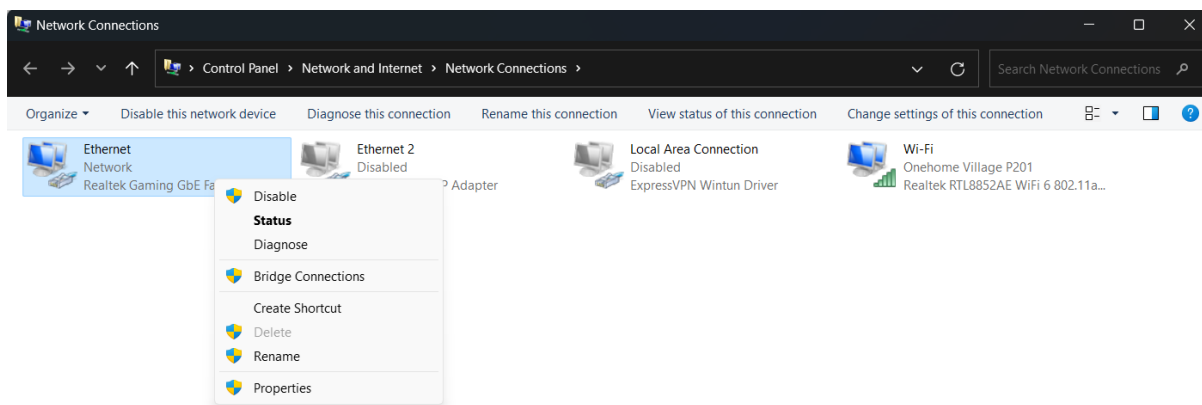 Network Connections
Control Panel > Network and Internet > Network Connections >
Search Network Connections
Organize
Disable this network device
Diagnose this connection
Rename this connection
View status of this connection
Change settings of this connection
Ethernet
Network
Realtek Gaming GbE Fa
Ethernet 2
Disabled
P Adapter
Local Area Connection
Disabled
ExpressVPN Wintun Driver
Wi-Fi
Onehome Village P201
Realtek RTL8852AE WiFi 6 802.11a...
Disable
Status
Diagnose
Bridge Connections
Create Shortcut
Delete
Rename
Properties